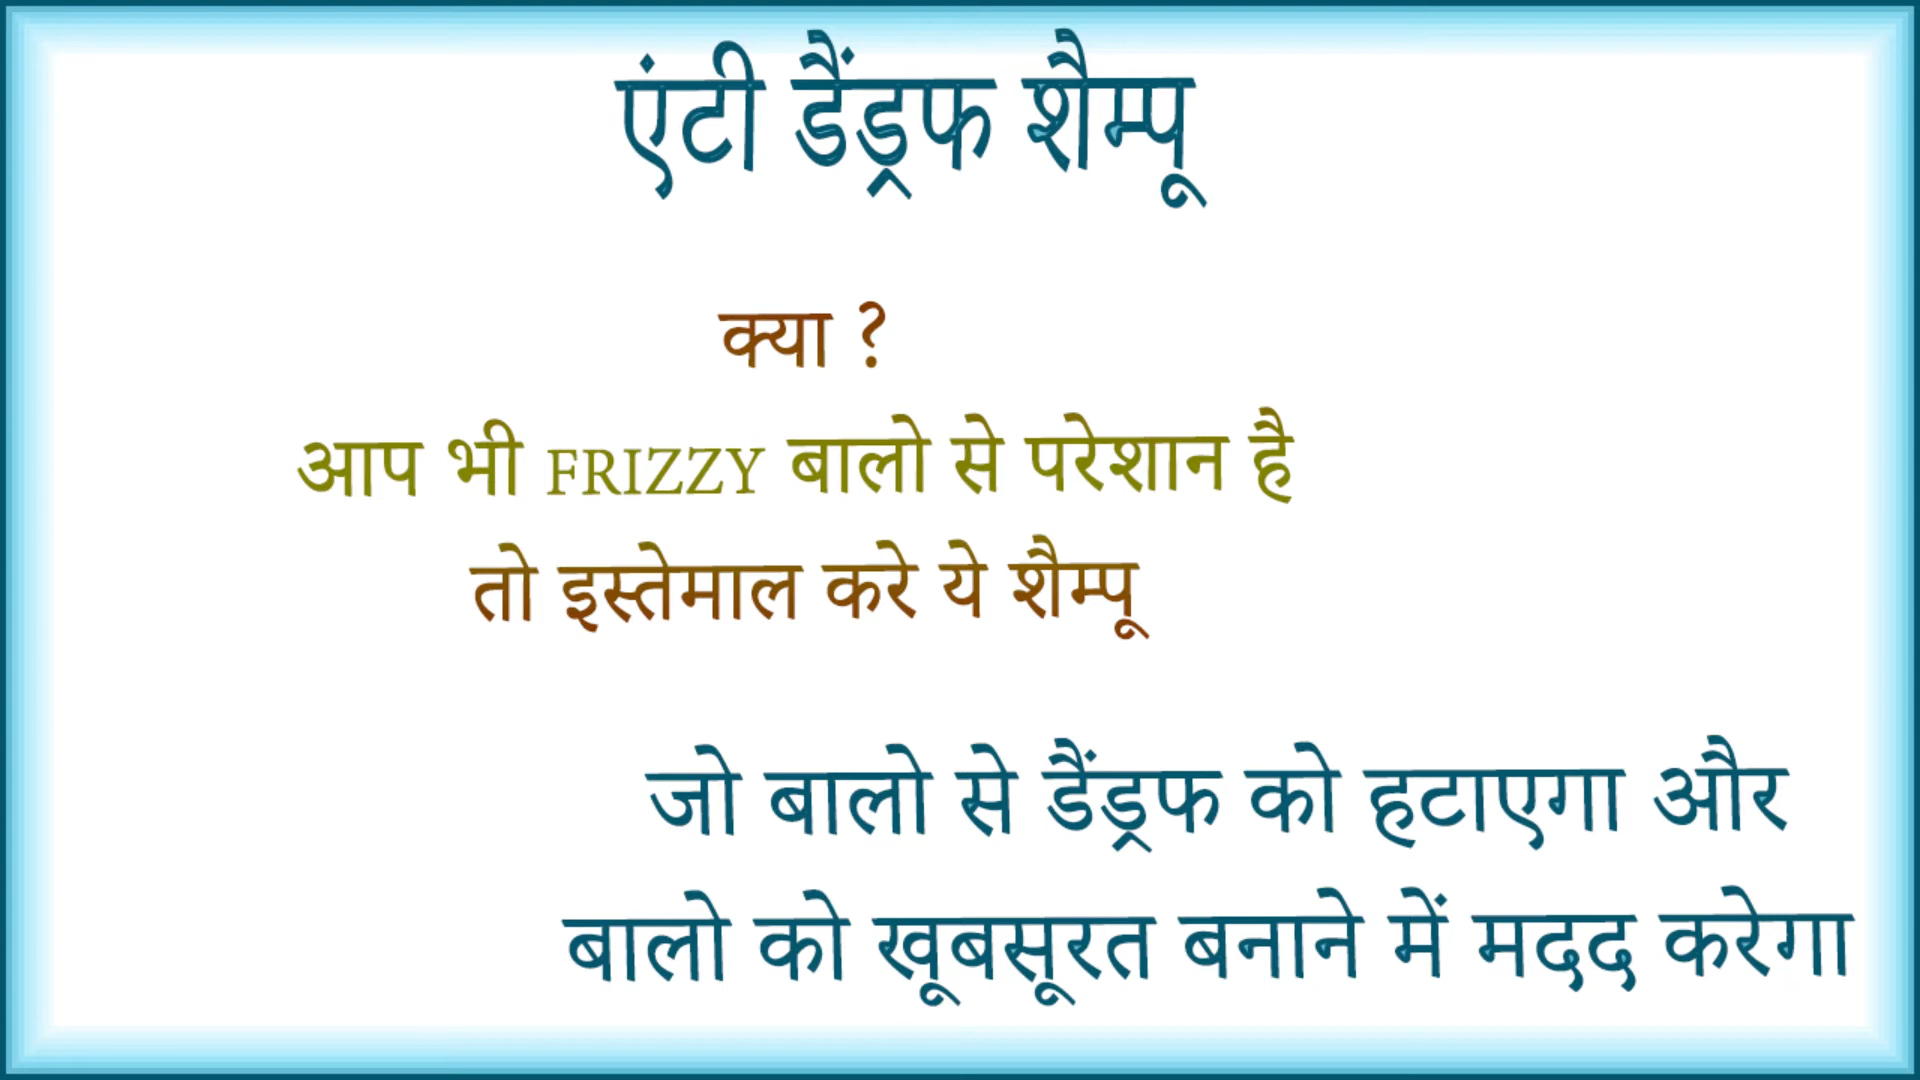 एंटी डैंड्रफ शैम्पू
क्या ?
आप भी FRIZZY बालो से परेशान है
तो इस्तेमाल करे ये शैम्पू
जो बालो से डैंड्रफ को हटाएगा और
बालो को खूबसूरत बनाने में मदद करेगा